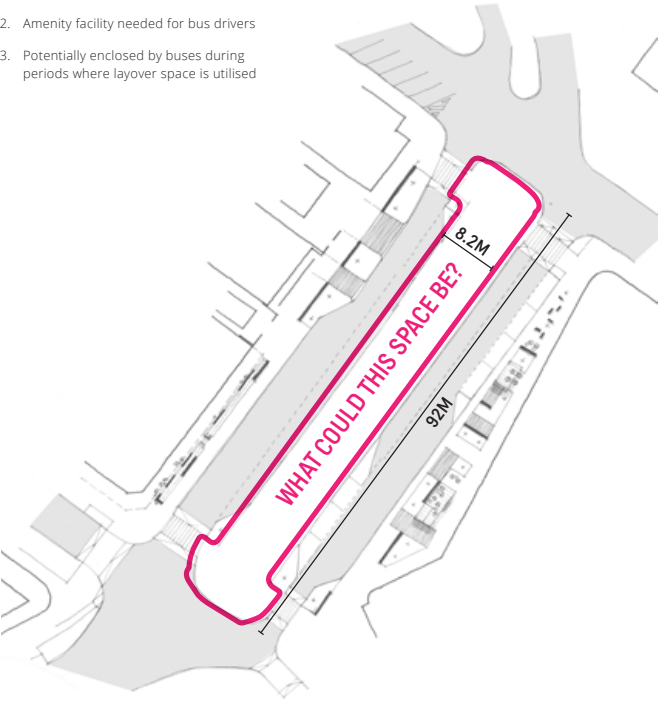 2. Amenity facility needed for bus drivers
3. Potentially enclosed by buses during
periods where layover space is utilised
8.2M
WHAT COULD THIS SPACE BE?
92M